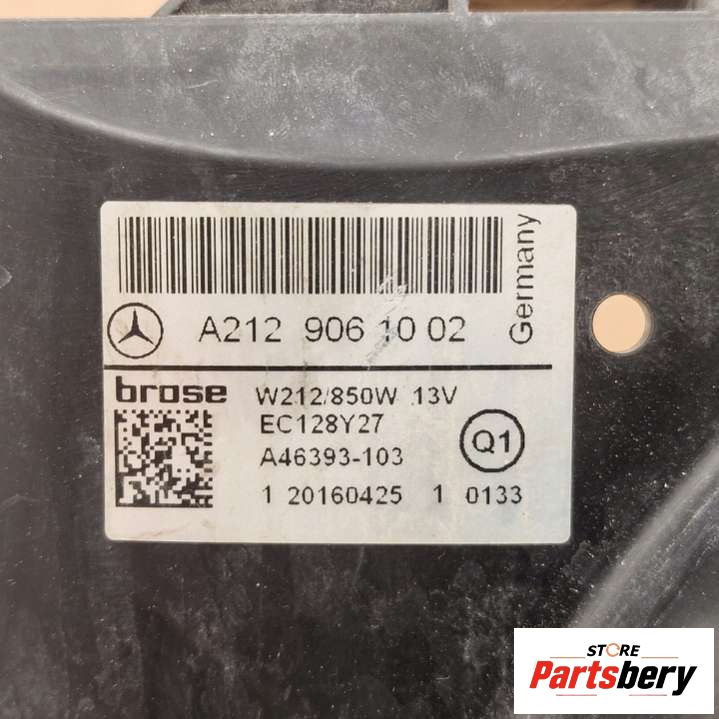 A212 906 10 02
Germany
brose
W212/850W 13V
EC128Y27
A46393-103
Q1
1 20160425 1 0133
STORE
Partsbery